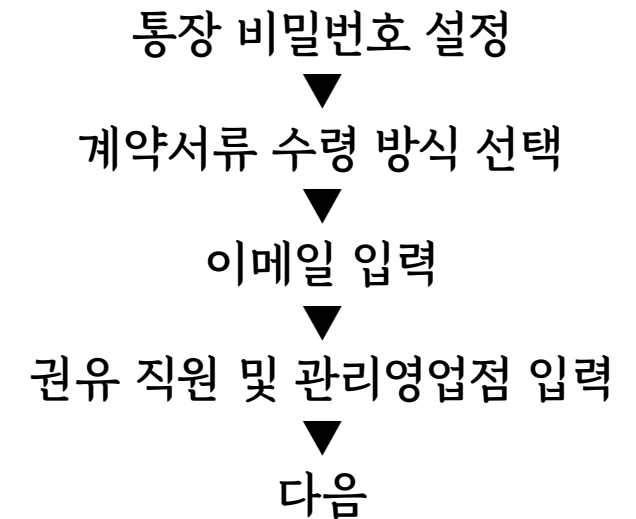 통장 비밀번호 설정
▼
계약서류 수령 방식 선택
▼
이메일 입력
▼
권유 직원 및 관리영업점 입력
▼
다음